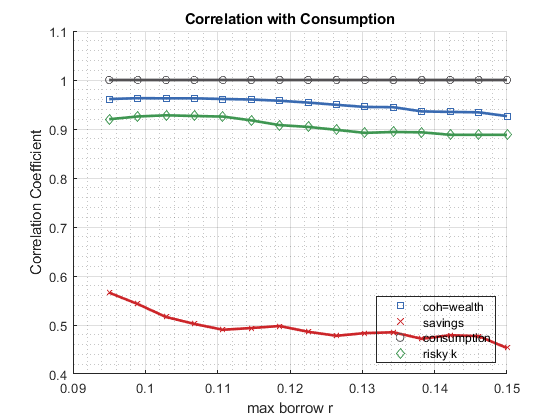 Correlation with Consumption
1.1
1
0.9
0.8
0.7
0.6
0.5
0.4
Correlation Coefficient
coh=wealth
savings
consumption
risky k
0.09
0.1
0.11
0.12
0.13
0.14
0.15
max borrow r